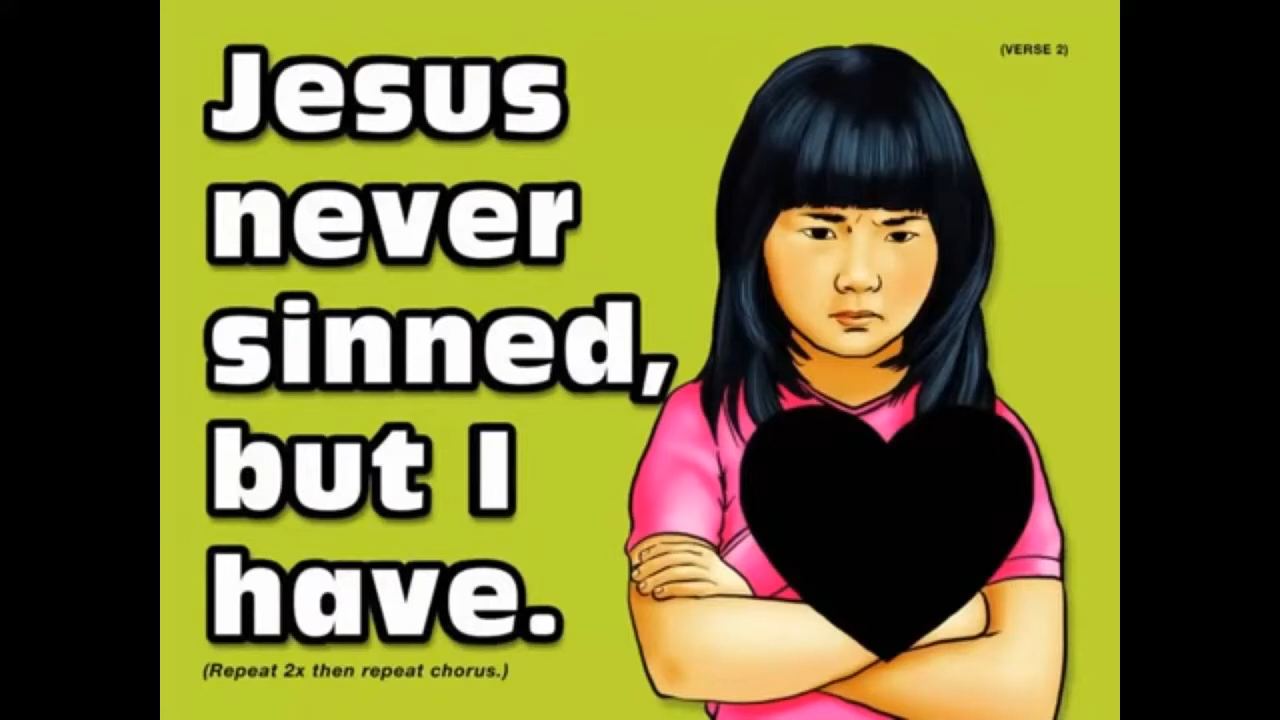 (VERSE 2)
Jesus
never
sinned,
but I
have.
(Repeat 2x then repeat chorus.)